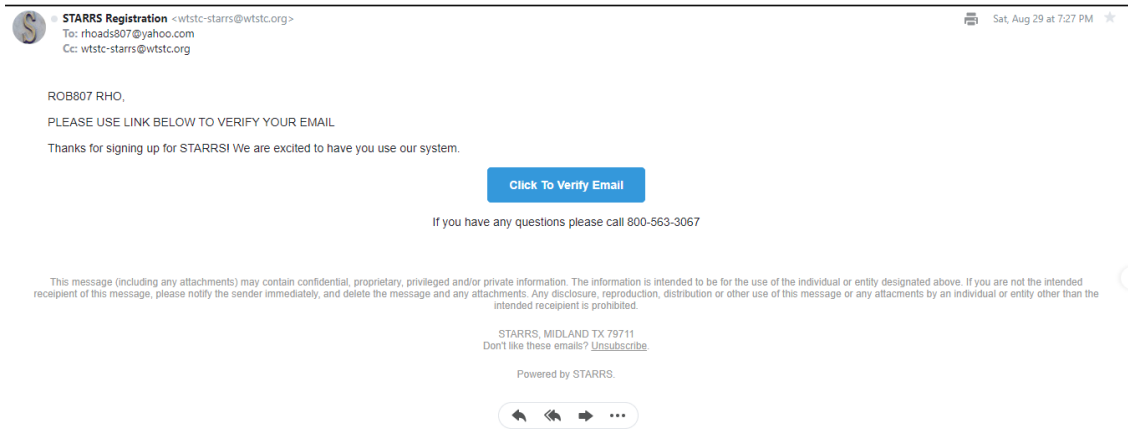 STARRS Registration <wtstc-starrs@wtstc.org>
Sat, Aug 29 at 7:27 PM
To: rhoads807@yahoo.com
Cc: wtstc-starrs@wtstc.org
ROB807 RHO,
PLEASE USE LINK BELOW TO VERIFY YOUR EMAIL
Thanks for signing up for STARRS! We are excited to have you use our system.
Click To Verify Email
If you have any questions please call 800-563-3067
This message (including any attachments) may contain confidential, proprietary, privileged and/or private information. The information is intended to be for the use of the individual or entity designated above. If you are not the intended
receipient of this message, please notify the sender immediately, and delete the message and any attachments. Any disclosure, reproduction, distribution or other use of this message or any attacments by an individual or entity other than the
intended receipient is prohibited.
STARRS, MIDLAND TX 79711
Don't like these emails? Unsubscribe.
Powered by STARRS.